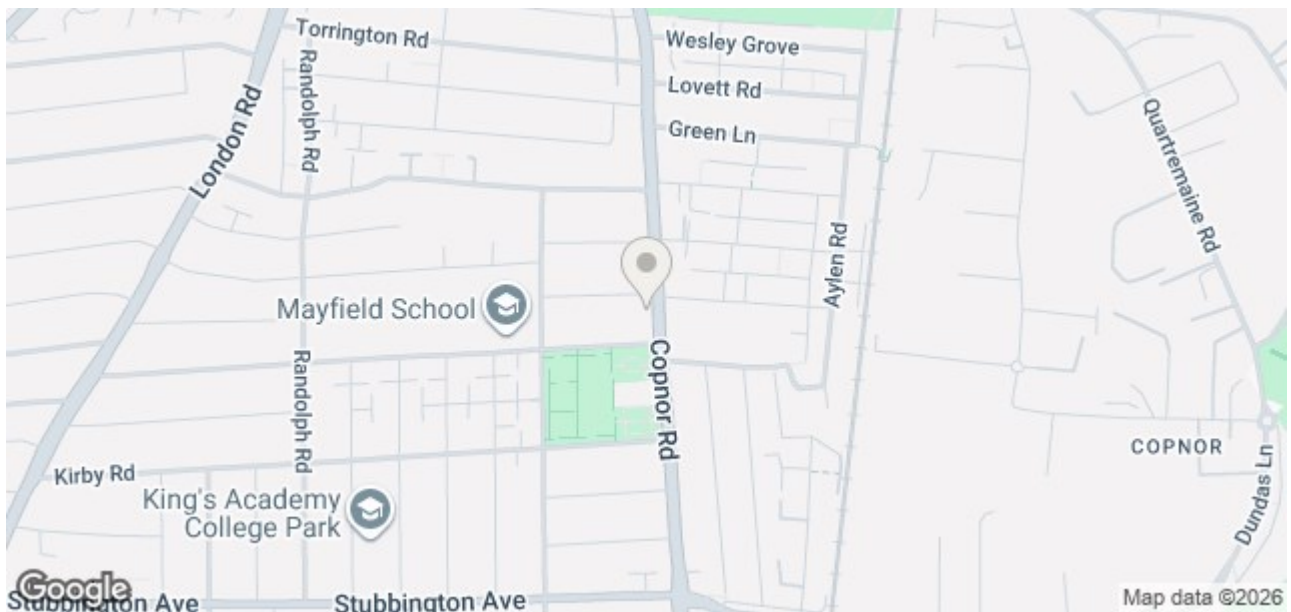 Torrington Rd
Wesley Grove
Lovett Rd
Green Ln
Randolph Rd
London Rd
Quartremaine Rd
Aylen Rd
Mayfield School
Copnor Rd
Randolph Rd
COPNOR
Kirby Rd
King's Academy
College Park
Dundas Ln
Google
Map data ©2026
Stubbington Ave
Stubbington Ave